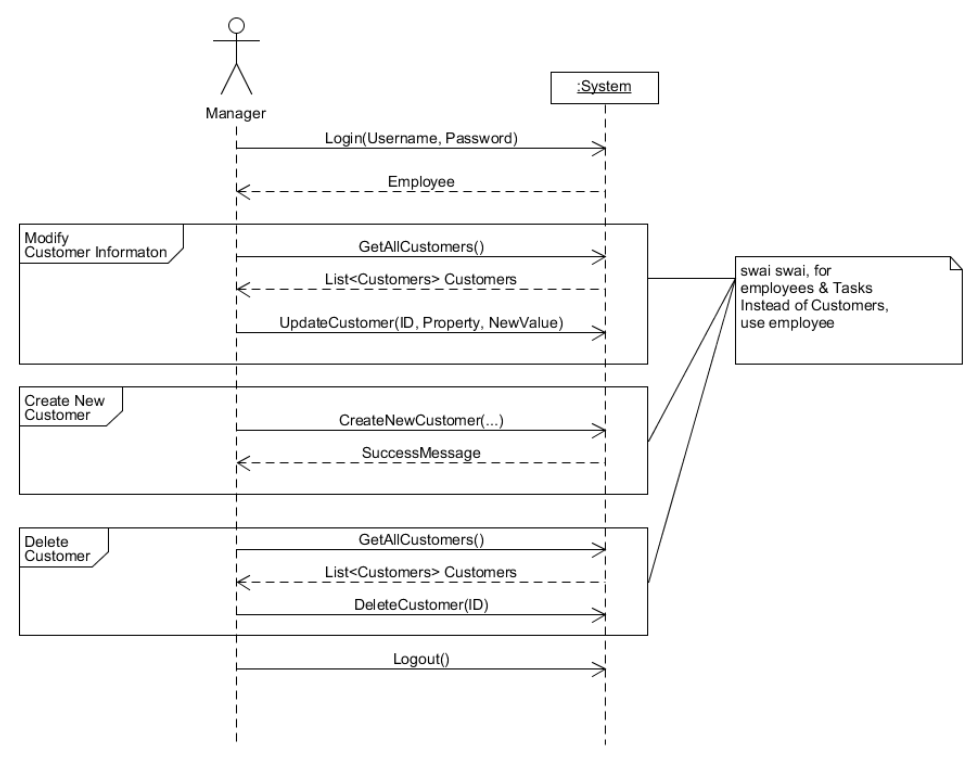 Manager
:System
Login(Username, Password)
Employee
Modify
Customer Informaton
GetAllCustomers()
List<Customers> Customers
UpdateCustomer(ID, Property, NewValue)
swai swai, for
employees & Tasks
Instead of Customers,
use employee
Create New
Customer
CreateNewCustomer(...)
SuccessMessage
Delete
Customer
GetAllCustomers()
List<Customers> Customers
DeleteCustomer(ID)
Logout()